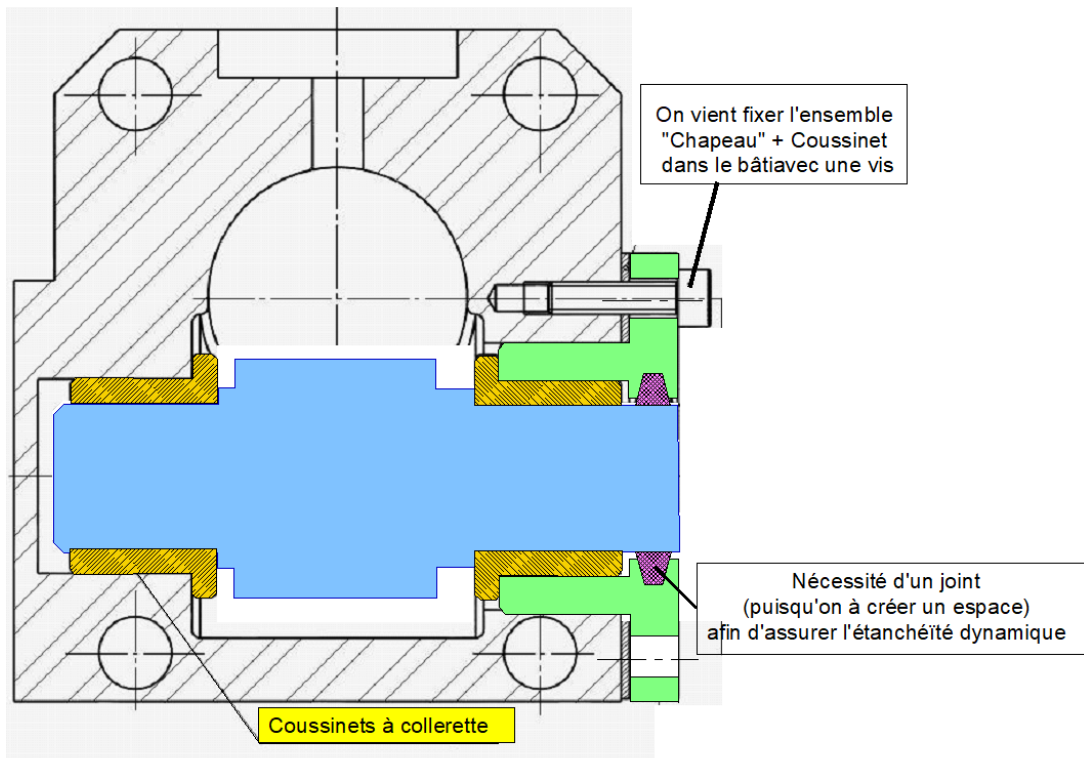 On vient fixer l'ensemble
"Chapeau" + Coussinet
dans le bâtiavec une vis
Nécessité d'un joint
(puisqu'on à créer un espace)
afin d'assurer l'étanchéïté dynamique
Coussinets à collerette